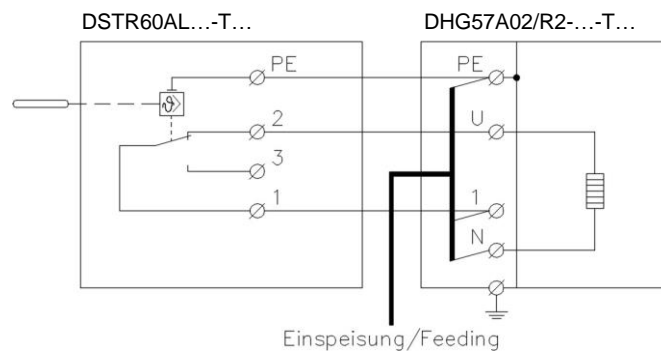 DSTR60AL...-T...
DHG57A02/R2-...-T...
PE
PE
ϑ
2
U
3
1
1
N
Einspeisung/Feeding